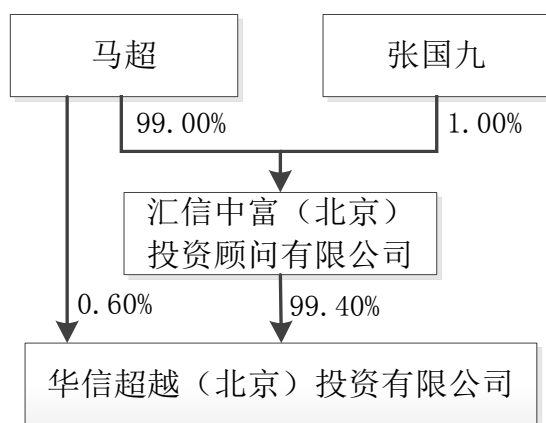 马超
张国九
99.00%
1.00%
汇信中富（北京）
投资顾问有限公司
0.60%
99.40%
华信超越（北京）投资有限公司